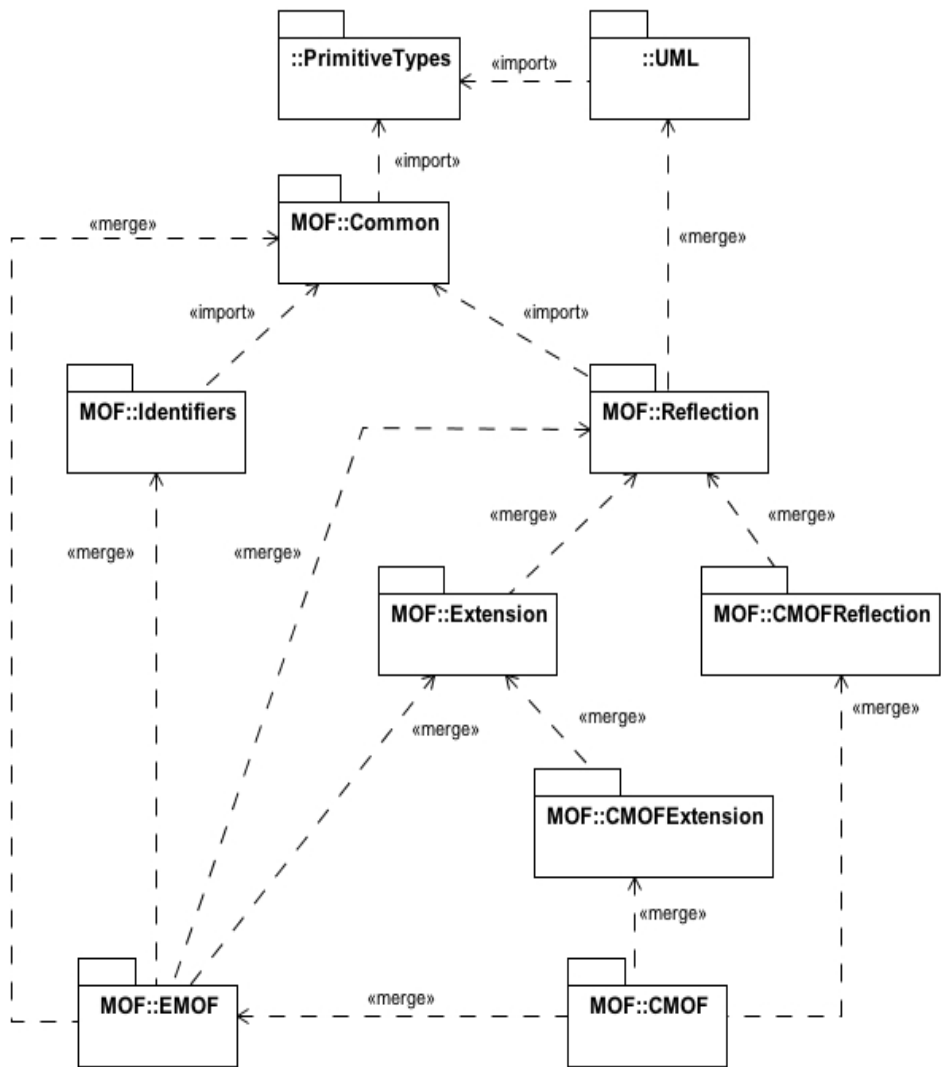 ::PrimitiveTypes
«import»
::UML
«import»
«merge»
MOF::Common
«merge»
«import»
«import»
MOF::Identifiers
MOF::Reflection
«merge»
«merge»
«merge»
«merge»
MOF::Extension
MOF::CMOFReflection
«merge»
«merge»
«merge»
MOF::CMOFExtension
«merge»
MOF::EMOF
«merge»
MOF::CMOF